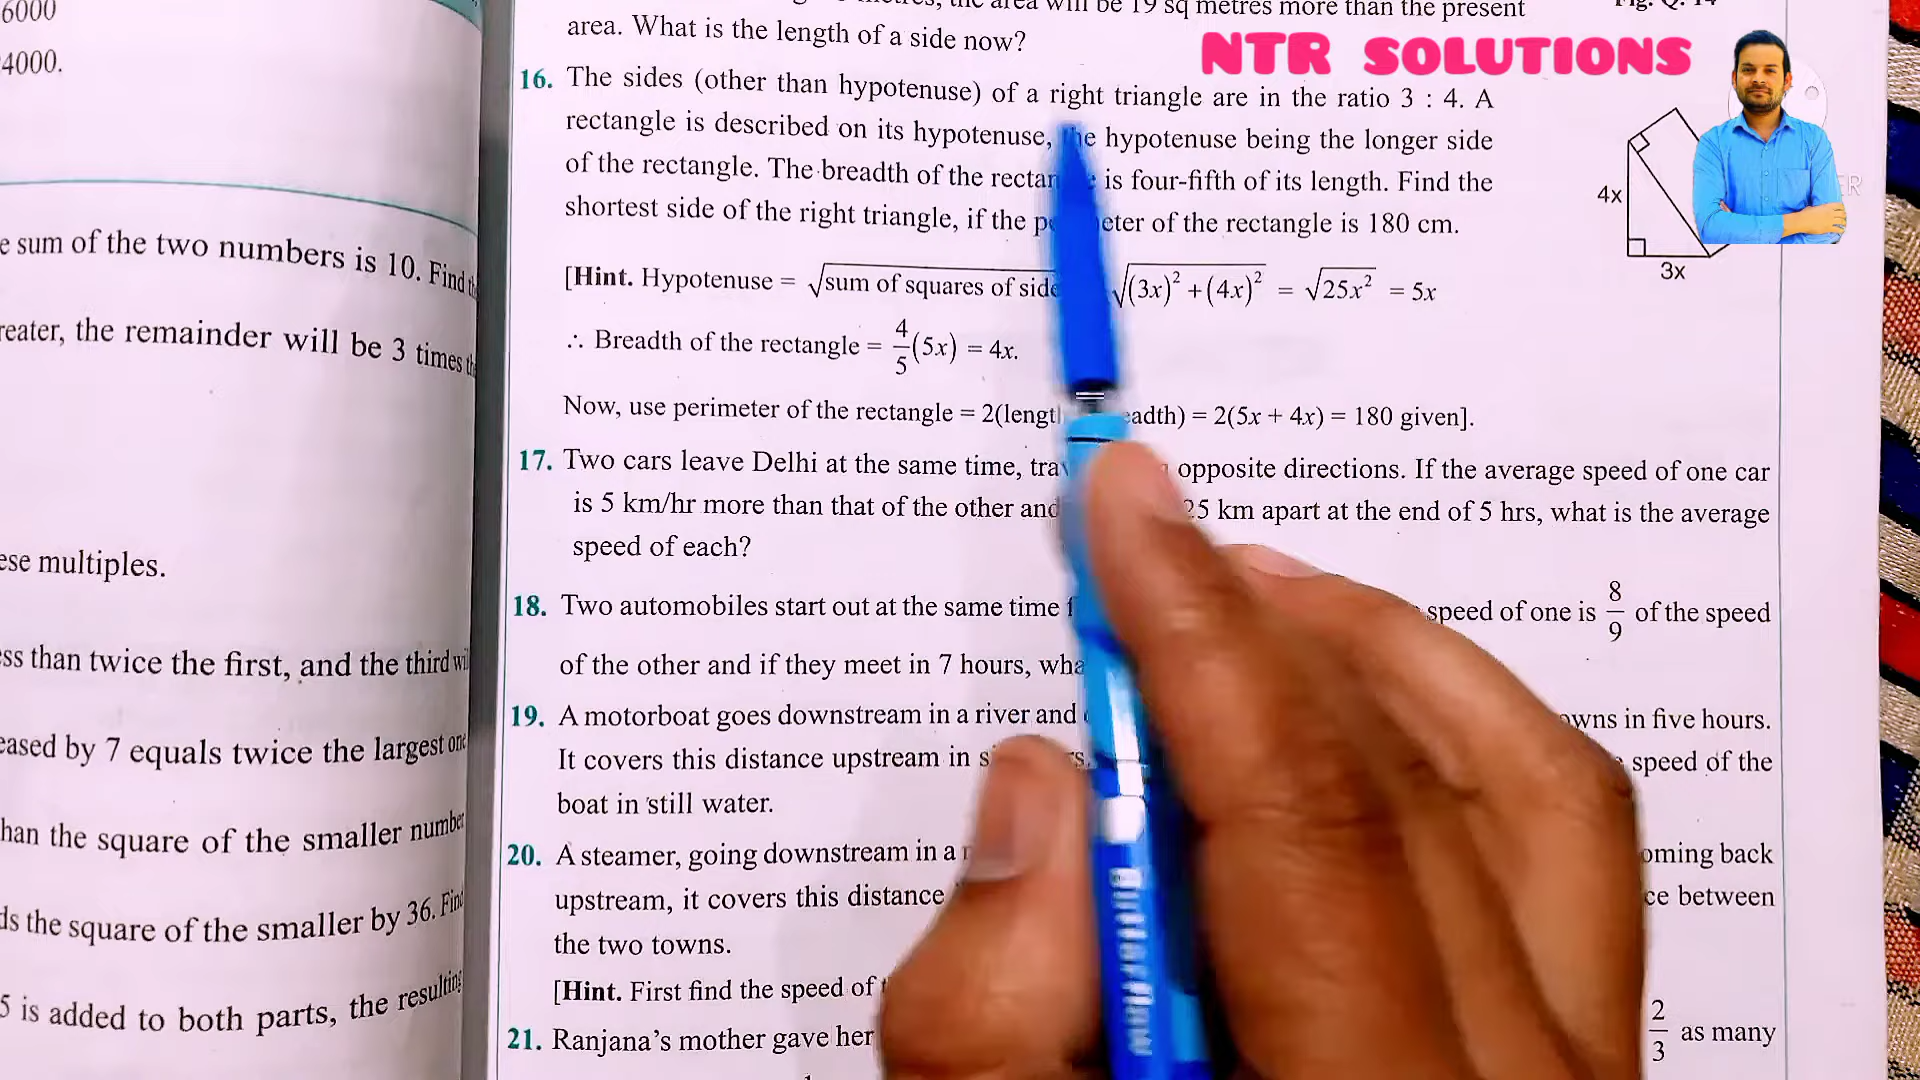 6000
4000.
e sum of the two numbers is 10. Find
reater, the remainder will be 3 times
ese multiples.
ss than twice the first, and the third
eased by 7 equals twice the largest
han the square of the smaller number
ds the square of the smaller by 36.
5 is added to both parts, the resulting
the area will be 19 sq metres more than the present
area. What is the length of a side now?
NTR SOLUTIONS
16. The sides (other than hypotenuse) of a right triangle are in the ratio 3 : 4. A
rectangle is described on its hypotenuse, the hypotenuse being the longer side
of the rectangle. The breadth of the is four-fifth of its length. Find the
shortest side of the right triangle, if the of the rectangle is 180 cm.
4x
3x
[Hint. Hypotenuse = √sum of squares of √(3x)² + (4x)² = √25x² = 5x
∴ Breadth of the rectangle = 4/5 (5x) = 4x.
Now, use perimeter of the rectangle = 2( = 2(5x + 4x) = 180 given].
17. Two cars leave Delhi at the same time, opposite directions. If the average speed of one car
is 5 km/hr more than that of the other and 25 km apart at the end of 5 hrs, what is the average
speed of each?
18. Two automobiles start out at the same time speed of one is 8/9 of the speed
of the other and if they meet in 7 hours,
19. A motorboat goes downstream in a river and owns in five hours.
It covers this distance upstream in speed of the
boat in still water.
20. A steamer, going downstream in a oming back
upstream, it covers this distance ce between
the two towns.
[Hint. First find the speed of
21. Ranjana's mother gave her 2/3 as many